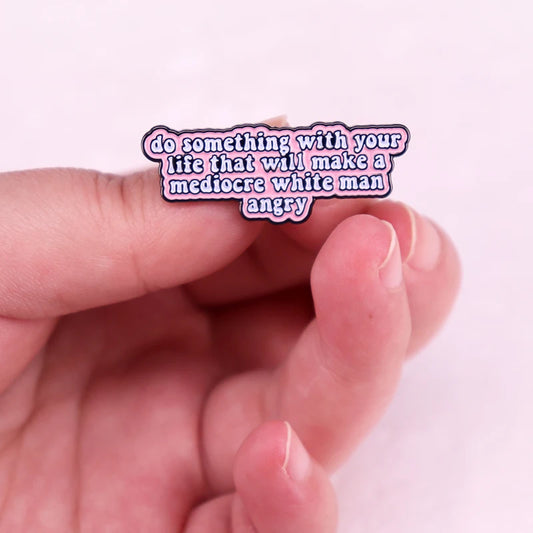 do something with your
life that will make a
mediocre white man
angry